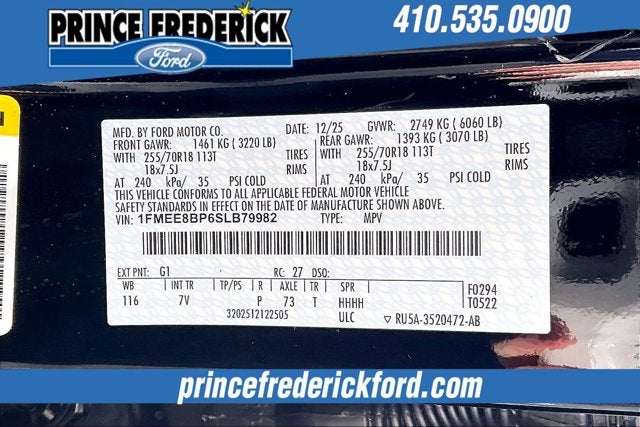 PRINCE FREDERICK
Ford
410.535.0900
MFD. BY FORD MOTOR CO.
DATE: 12/25 GVWR: 2749 KG ( 6060 LB)
FRONT GAWR: 1461 KG ( 3220 LB)
REAR GAWR: 1393 KG ( 3070 LB)
WITH 255/70R18 113T TIRES
WITH 255/70R18 113T TIRES
18x7.5J RIMS
18x7.5J RIMS
AT 240 kPa/ 35 PSI COLD
AT 240 kPa/ 35 PSI COLD
THIS VEHICLE CONFORMS TO ALL APPLICABLE FEDERAL MOTOR VEHICLE
SAFETY STANDARDS IN EFFECT ON THE DATE OF MANUFACTURE SHOWN ABOVE.
VIN: 1FMEE8BP6SLB79982
TYPE: MPV
EXT PNT: G1 RC: 27 DSO:
WB INT TR TP/PS R AXLE TR SPR F0294
116 7V P 73 T HHHH T0522
3202512122505 ULC ▽ RU5A-3520472-AB
princefrederickford.com